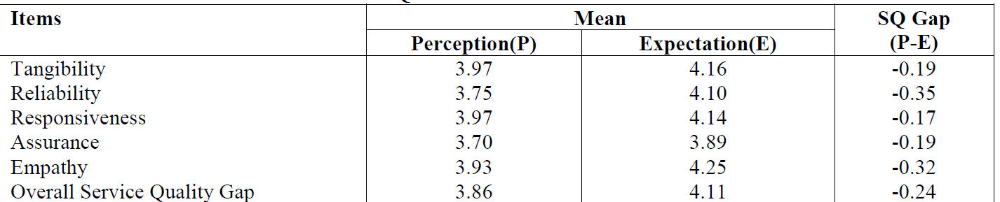 Items Mean SQ Gap
Perception(P) Expectation(E) (P-E)
Tangibility 3.97 4.16 -0.19
Reliability 3.75 4.10 -0.35
Responsiveness 3.97 4.14 -0.17
Assurance 3.70 3.89 -0.19
Empathy 3.93 4.25 -0.32
Overall Service Quality Gap 3.86 4.11 -0.24